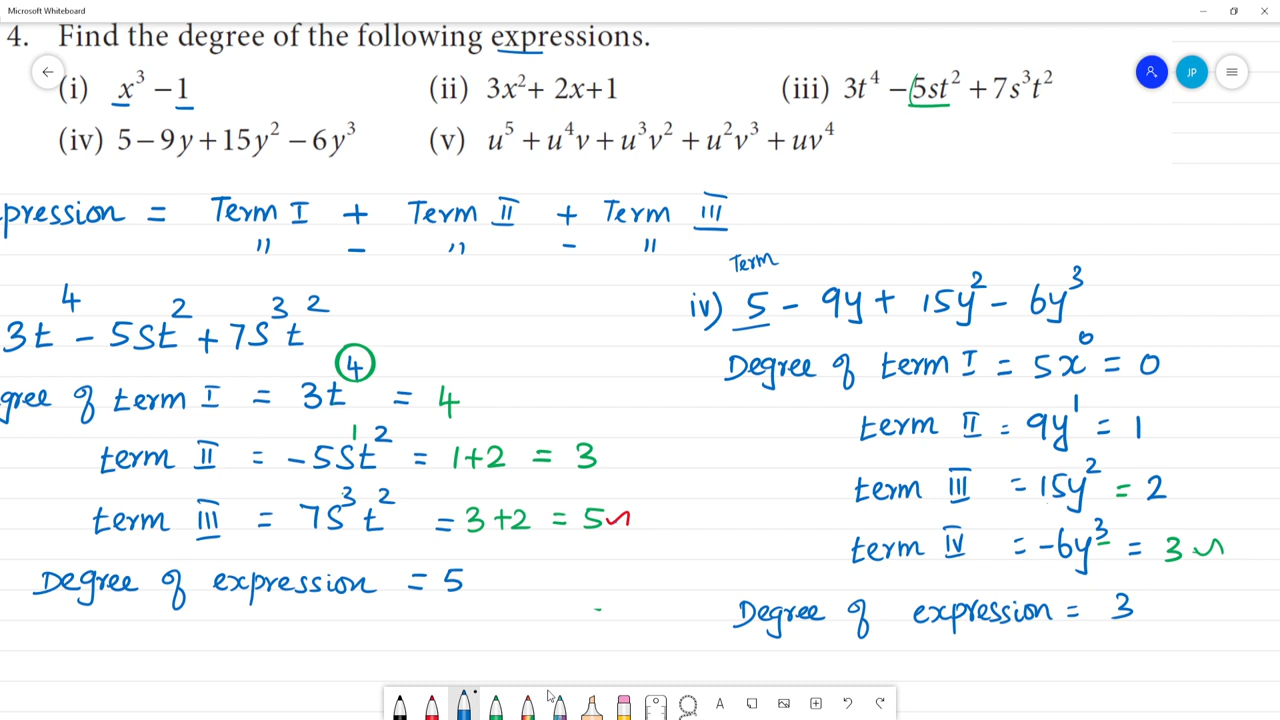 Microsoft Whiteboard
4. Find the degree of the following expressions.
(i) x³ − 1 (ii) 3x² + 2x + 1 (iii) 3t⁴ − 5st² + 7s³t²
(iv) 5 − 9y + 15y² − 6y³ (v) u⁵ + u⁴v + u³v² + u²v³ + uv⁴
JP
pression = Term I + Term II + Term III
" − " − "
3t⁴ − 5st² + 7s³t²
gree of term I = 3t⁴ = 4
term II = −5s¹t² = 1+2 = 3
term III = 7s³t² = 3+2 = 5
Degree of expression = 5
Term
iv) 5 − 9y + 15y² − 6y³
Degree of term I = 5x⁰ = 0
term II = 9y¹ = 1
term III = 15y² = 2
term IV = −6y³ = 3
Degree of expression = 3
A